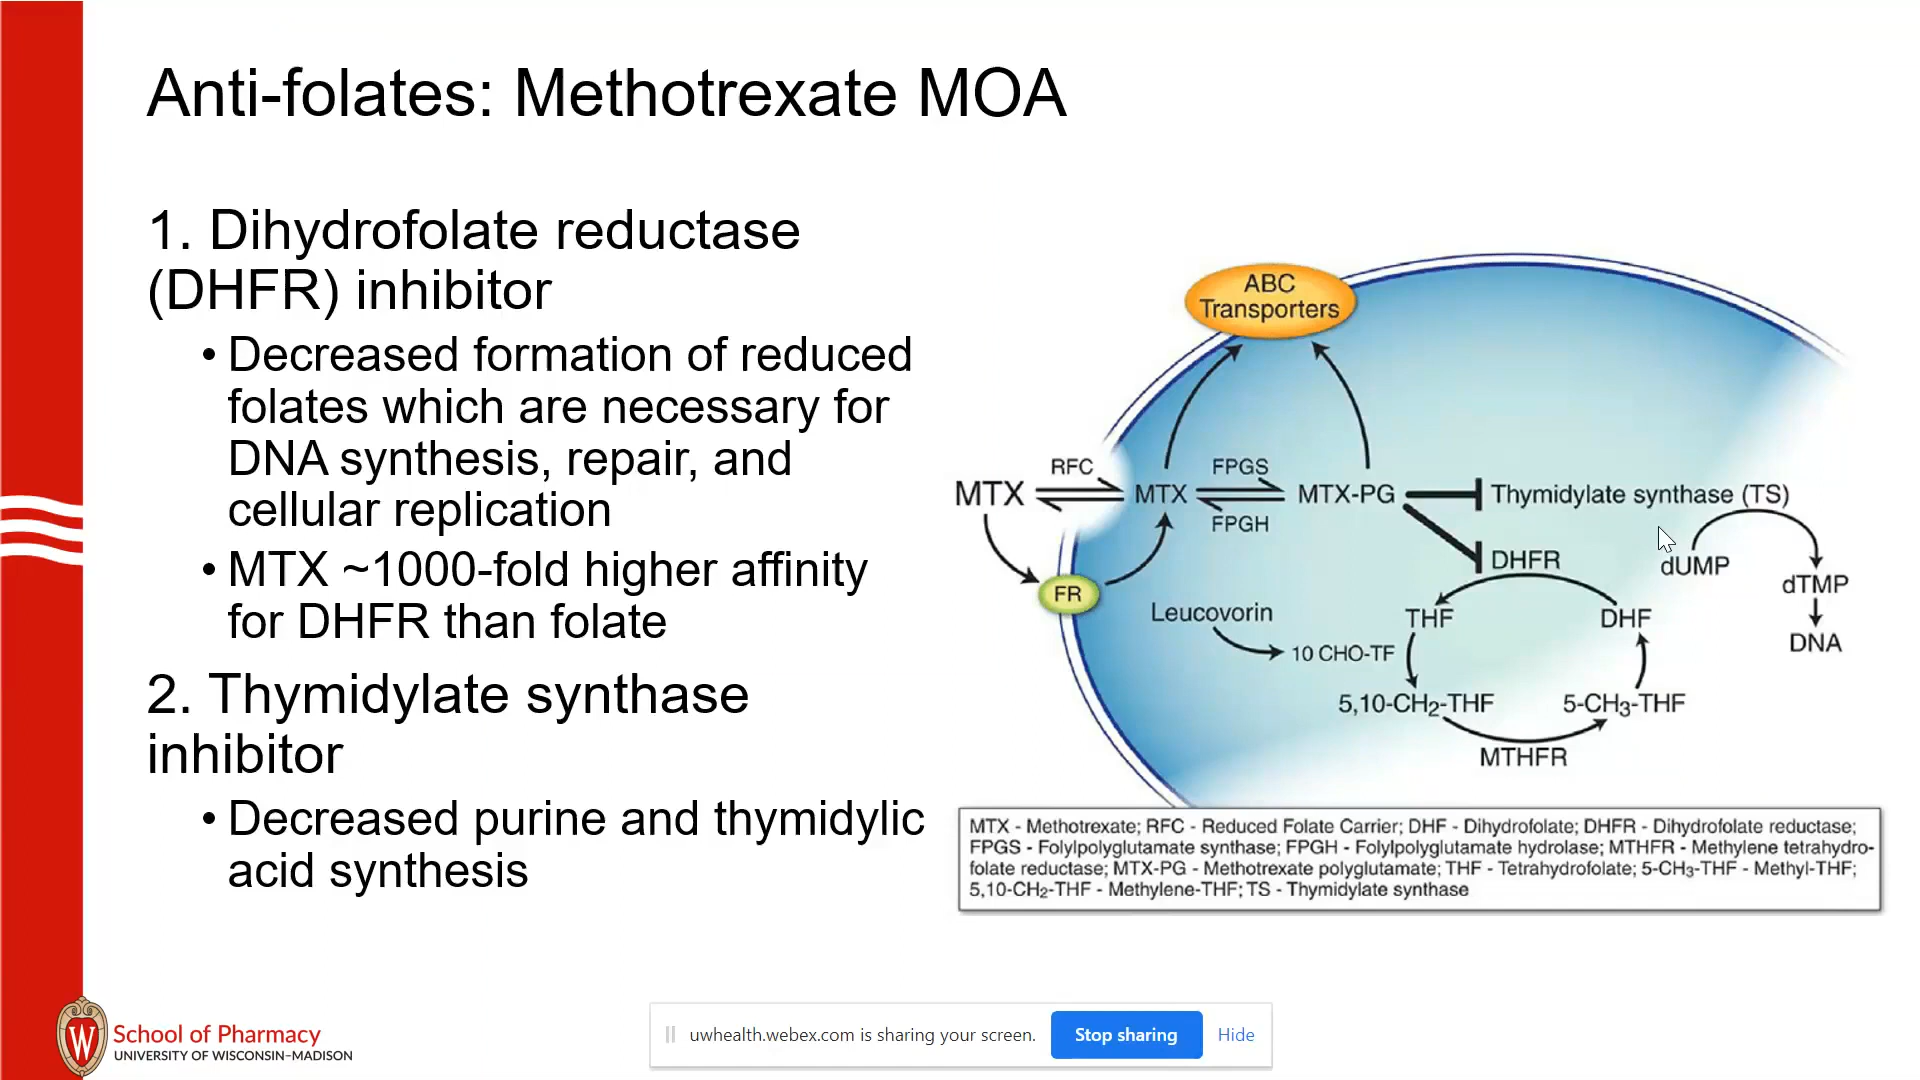 Anti-folates: Methotrexate MOA
1. Dihydrofolate reductase
(DHFR) inhibitor
• Decreased formation of reduced
folates which are necessary for
DNA synthesis, repair, and
cellular replication
• MTX ~1000-fold higher affinity
for DHFR than folate
2. Thymidylate synthase
inhibitor
• Decreased purine and thymidylic
acid synthesis
ABC
Transporters
MTX
RFC
MTX
FPGS
FPGH
MTX-PG
Thymidylate synthase (TS)
FR
DHFR
dUMP
dTMP
DNA
Leucovorin
10 CHO-TF
THF
DHF
5,10-CH2-THF
5-CH3-THF
MTHFR
MTX - Methotrexate; RFC - Reduced Folate Carrier; DHF - Dihydrofolate; DHFR - Dihydrofolate reductase;
FPGS - Folylpolyglutamate synthase; FPGH - Folylpolyglutamate hydrolase; MTHFR - Methylene tetrahydro-
folate reductase; MTX-PG - Methotrexate polyglutamate; THF - Tetrahydrofolate; 5-CH3-THF - Methyl-THF;
5,10-CH2-THF - Methylene-THF; TS - Thymidylate synthase
W
School of Pharmacy
UNIVERSITY OF WISCONSIN–MADISON
uwhealth.webex.com is sharing your screen.
Stop sharing
Hide